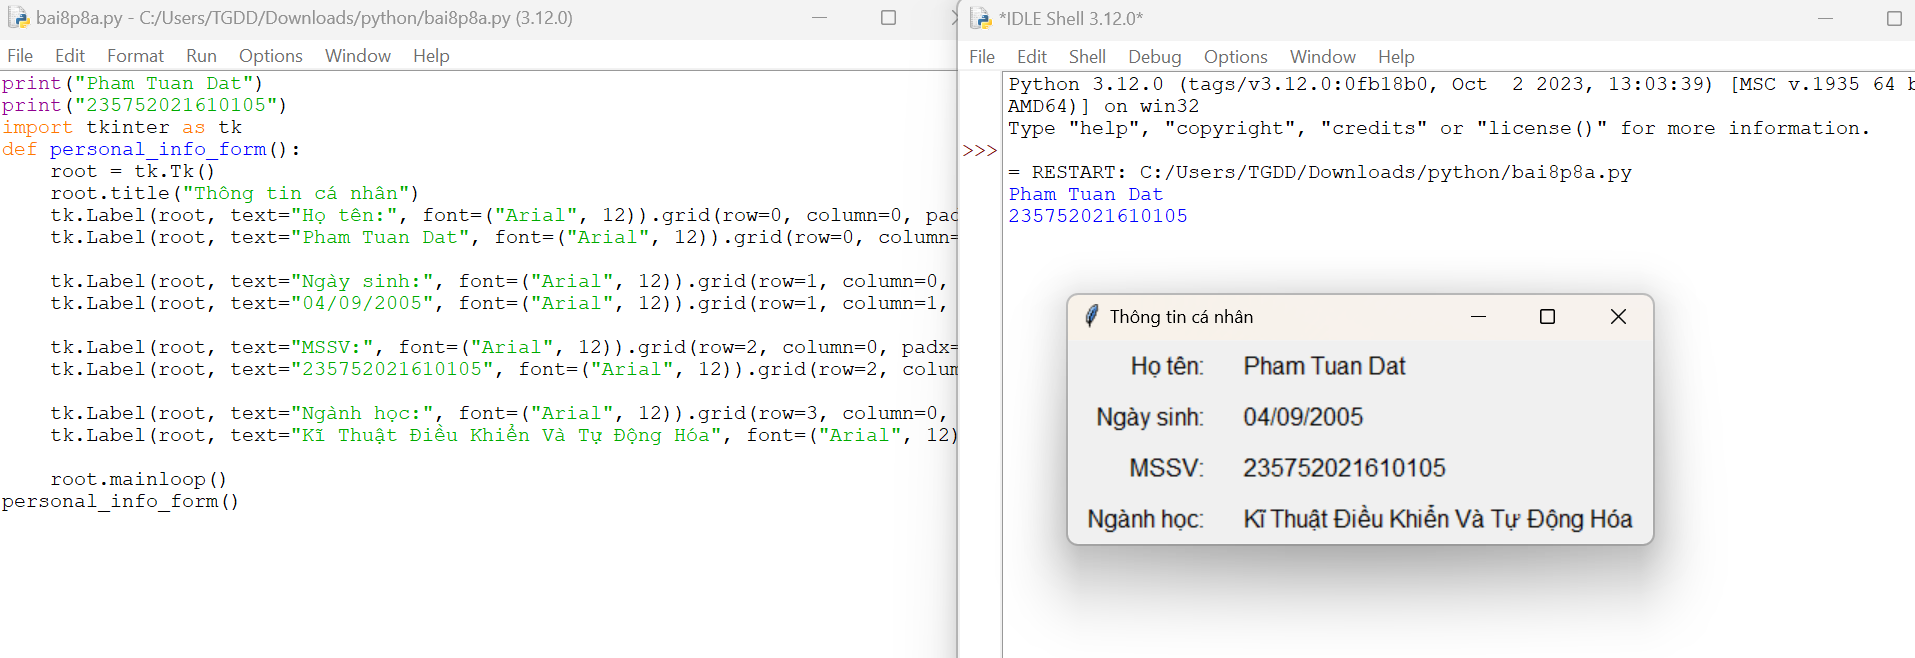 bai8p8a.py - C:/Users/TGDD/Downloads/python/bai8p8a.py (3.12.0)
File Edit Format Run Options Window Help
print("Pham Tuan Dat")
print("235752021610105")
import tkinter as tk
def personal_info_form():
    root = tk.Tk()
    root.title("Thông tin cá nhân")
    tk.Label(root, text="Họ tên:", font=("Arial", 12)).grid(row=0, column=0, pad
    tk.Label(root, text="Pham Tuan Dat", font=("Arial", 12)).grid(row=0, column=
    tk.Label(root, text="Ngày sinh:", font=("Arial", 12)).grid(row=1, column=0,
    tk.Label(root, text="04/09/2005", font=("Arial", 12)).grid(row=1, column=1,
    tk.Label(root, text="MSSV:", font=("Arial", 12)).grid(row=2, column=0, padx=
    tk.Label(root, text="235752021610105", font=("Arial", 12)).grid(row=2, colum
    tk.Label(root, text="Ngành học:", font=("Arial", 12)).grid(row=3, column=0,
    tk.Label(root, text="Kĩ Thuật Điều Khiển Và Tự Động Hóa", font=("Arial", 12)
    root.mainloop()
personal_info_form()
*IDLE Shell 3.12.0*
File Edit Shell Debug Options Window Help
Python 3.12.0 (tags/v3.12.0:0fb18b0, Oct  2 2023, 13:03:39) [MSC v.1935 64 b
AMD64)] on win32
Type "help", "copyright", "credits" or "license()" for more information.
>>>
= RESTART: C:/Users/TGDD/Downloads/python/bai8p8a.py
Pham Tuan Dat
235752021610105
Thông tin cá nhân
Họ tên: Pham Tuan Dat
Ngày sinh: 04/09/2005
MSSV: 235752021610105
Ngành học: Kĩ Thuật Điều Khiển Và Tự Động Hóa